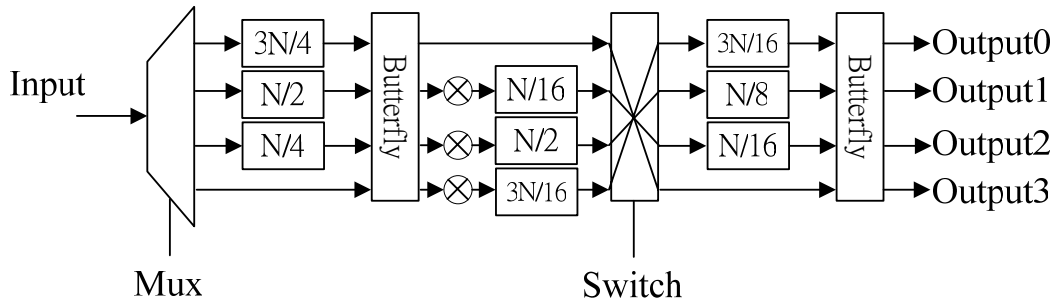 Input
Mux
3N/4
N/2
N/4
Butterfly
N/16
N/2
3N/16
Switch
3N/16
N/8
N/16
Butterfly
Output0
Output1
Output2
Output3